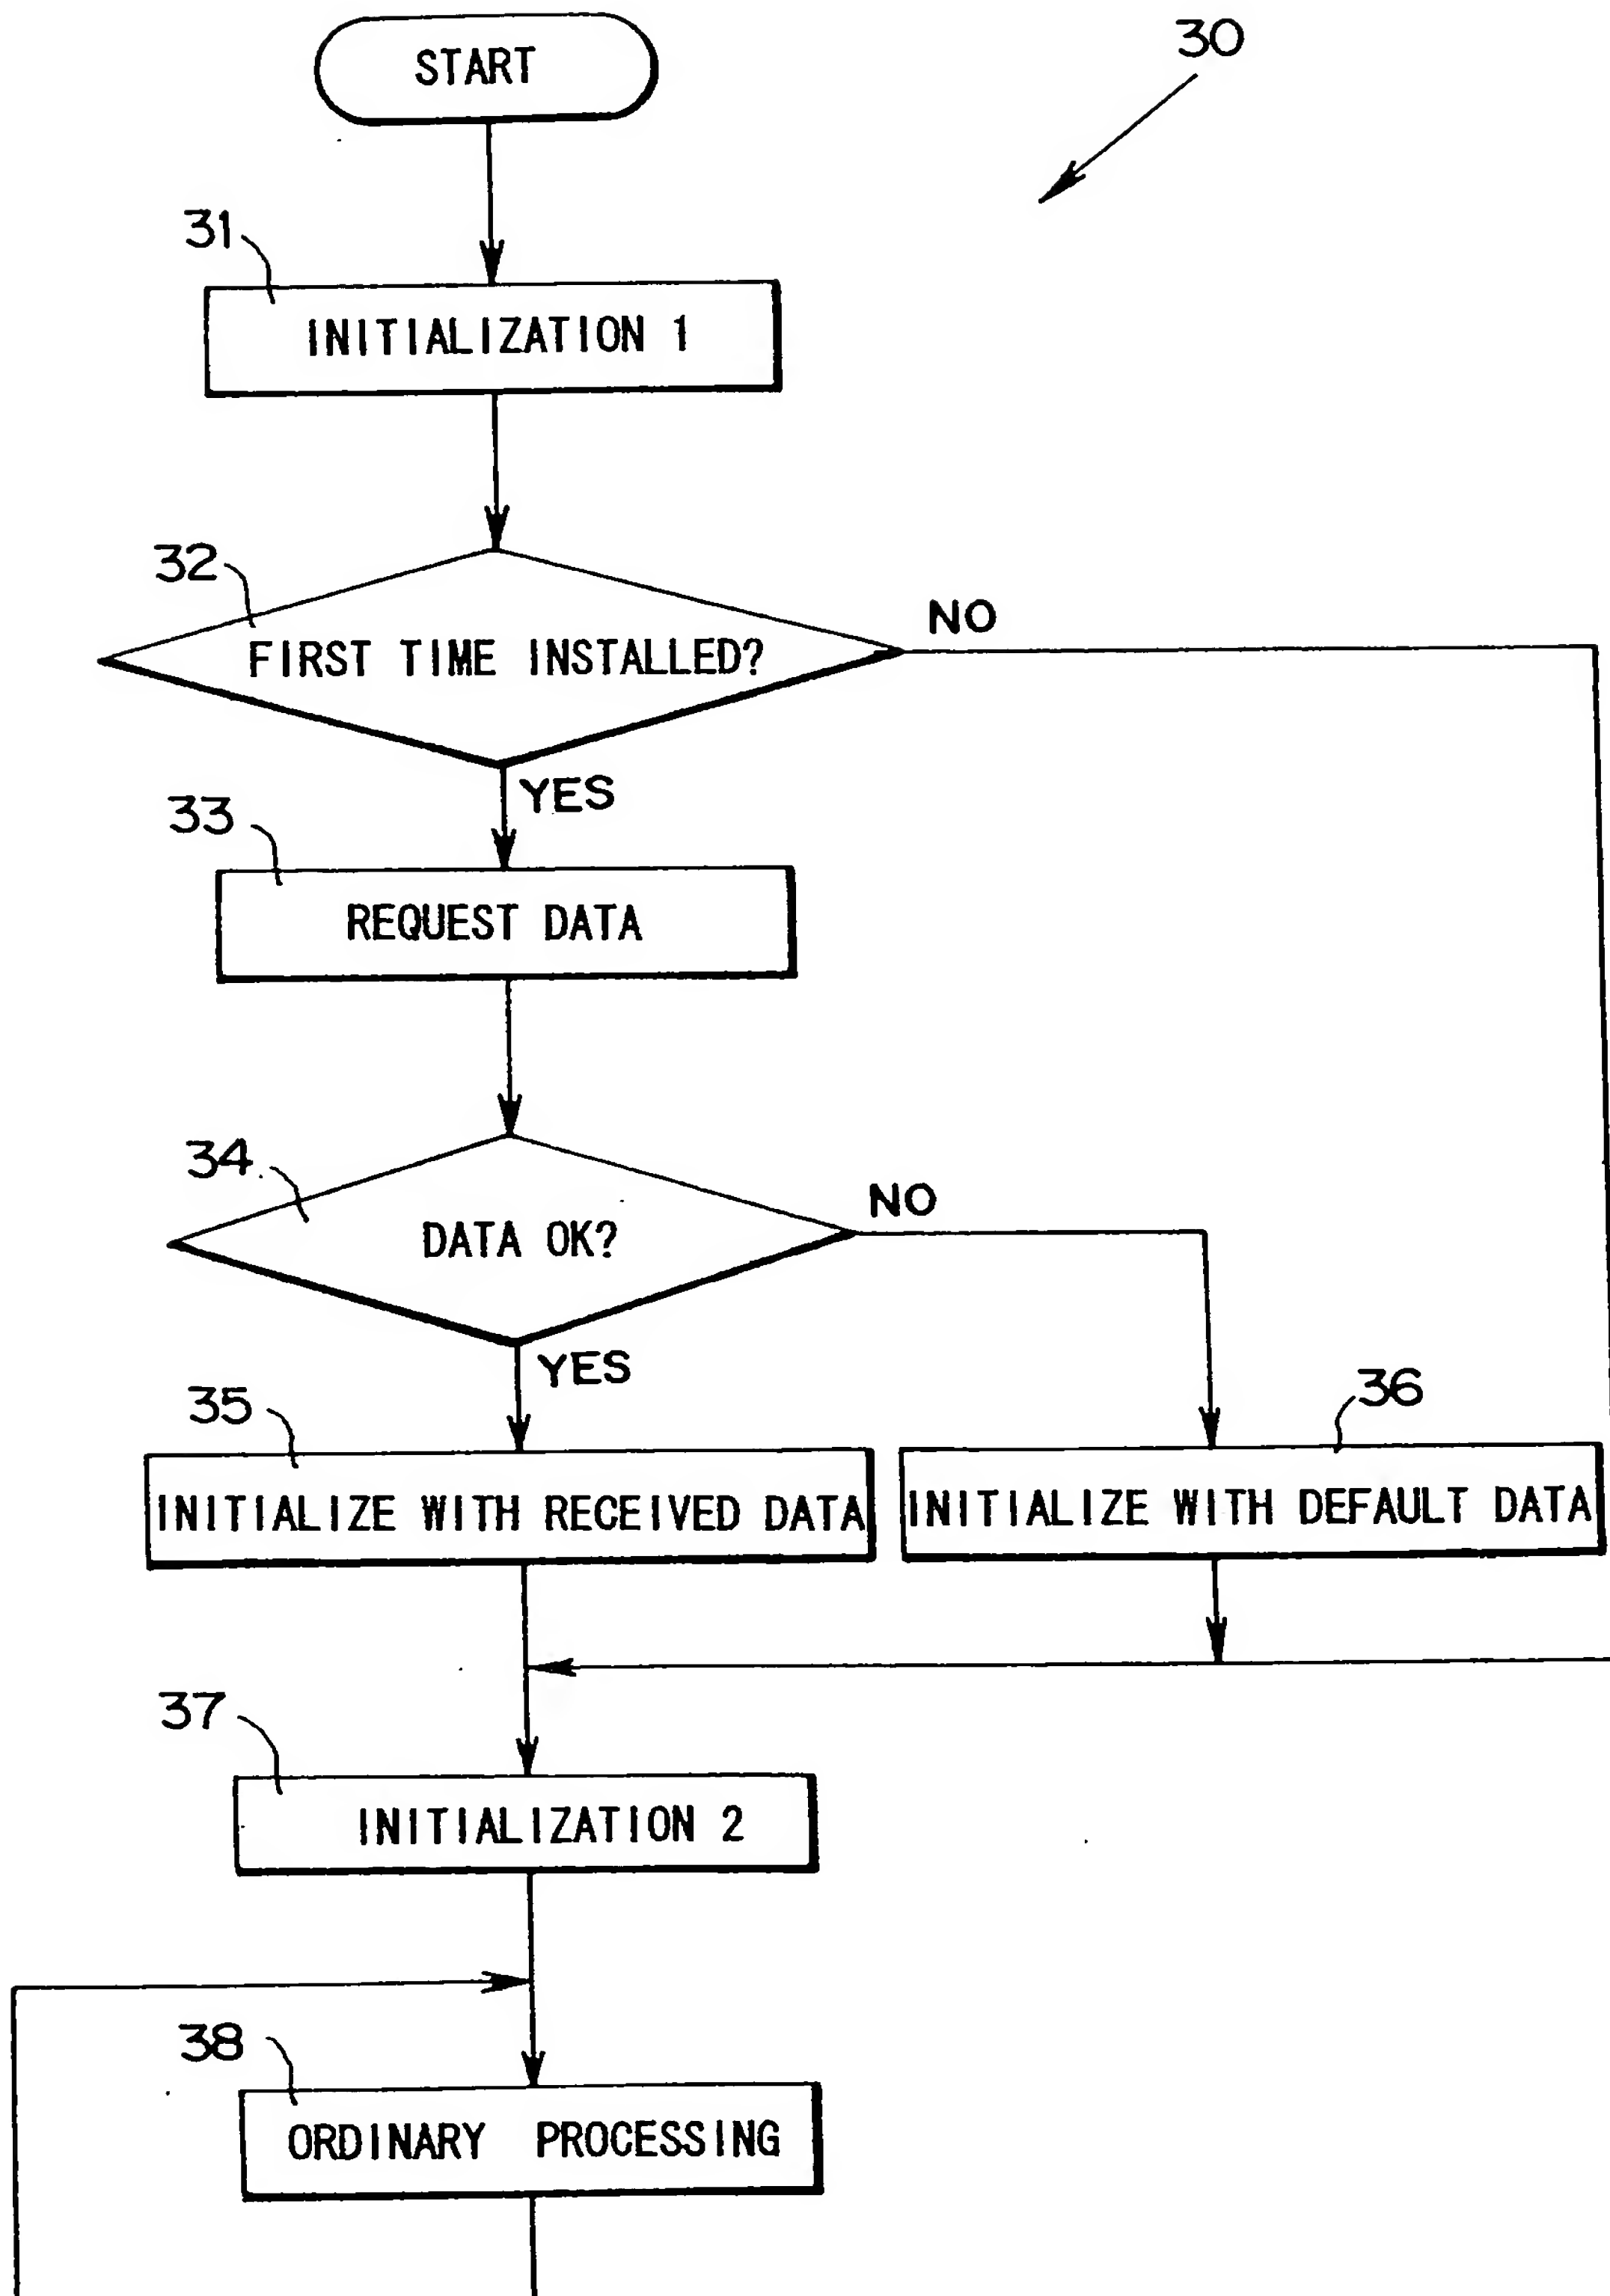 START
30
31
INITIALIZATION 1
32
FIRST TIME INSTALLED?
NO
YES
33
REQUEST DATA
34
DATA OK?
NO
YES
35
INITIALIZE WITH RECEIVED DATA
36
INITIALIZE WITH DEFAULT DATA
37
INITIALIZATION 2
38
ORDINARY PROCESSING